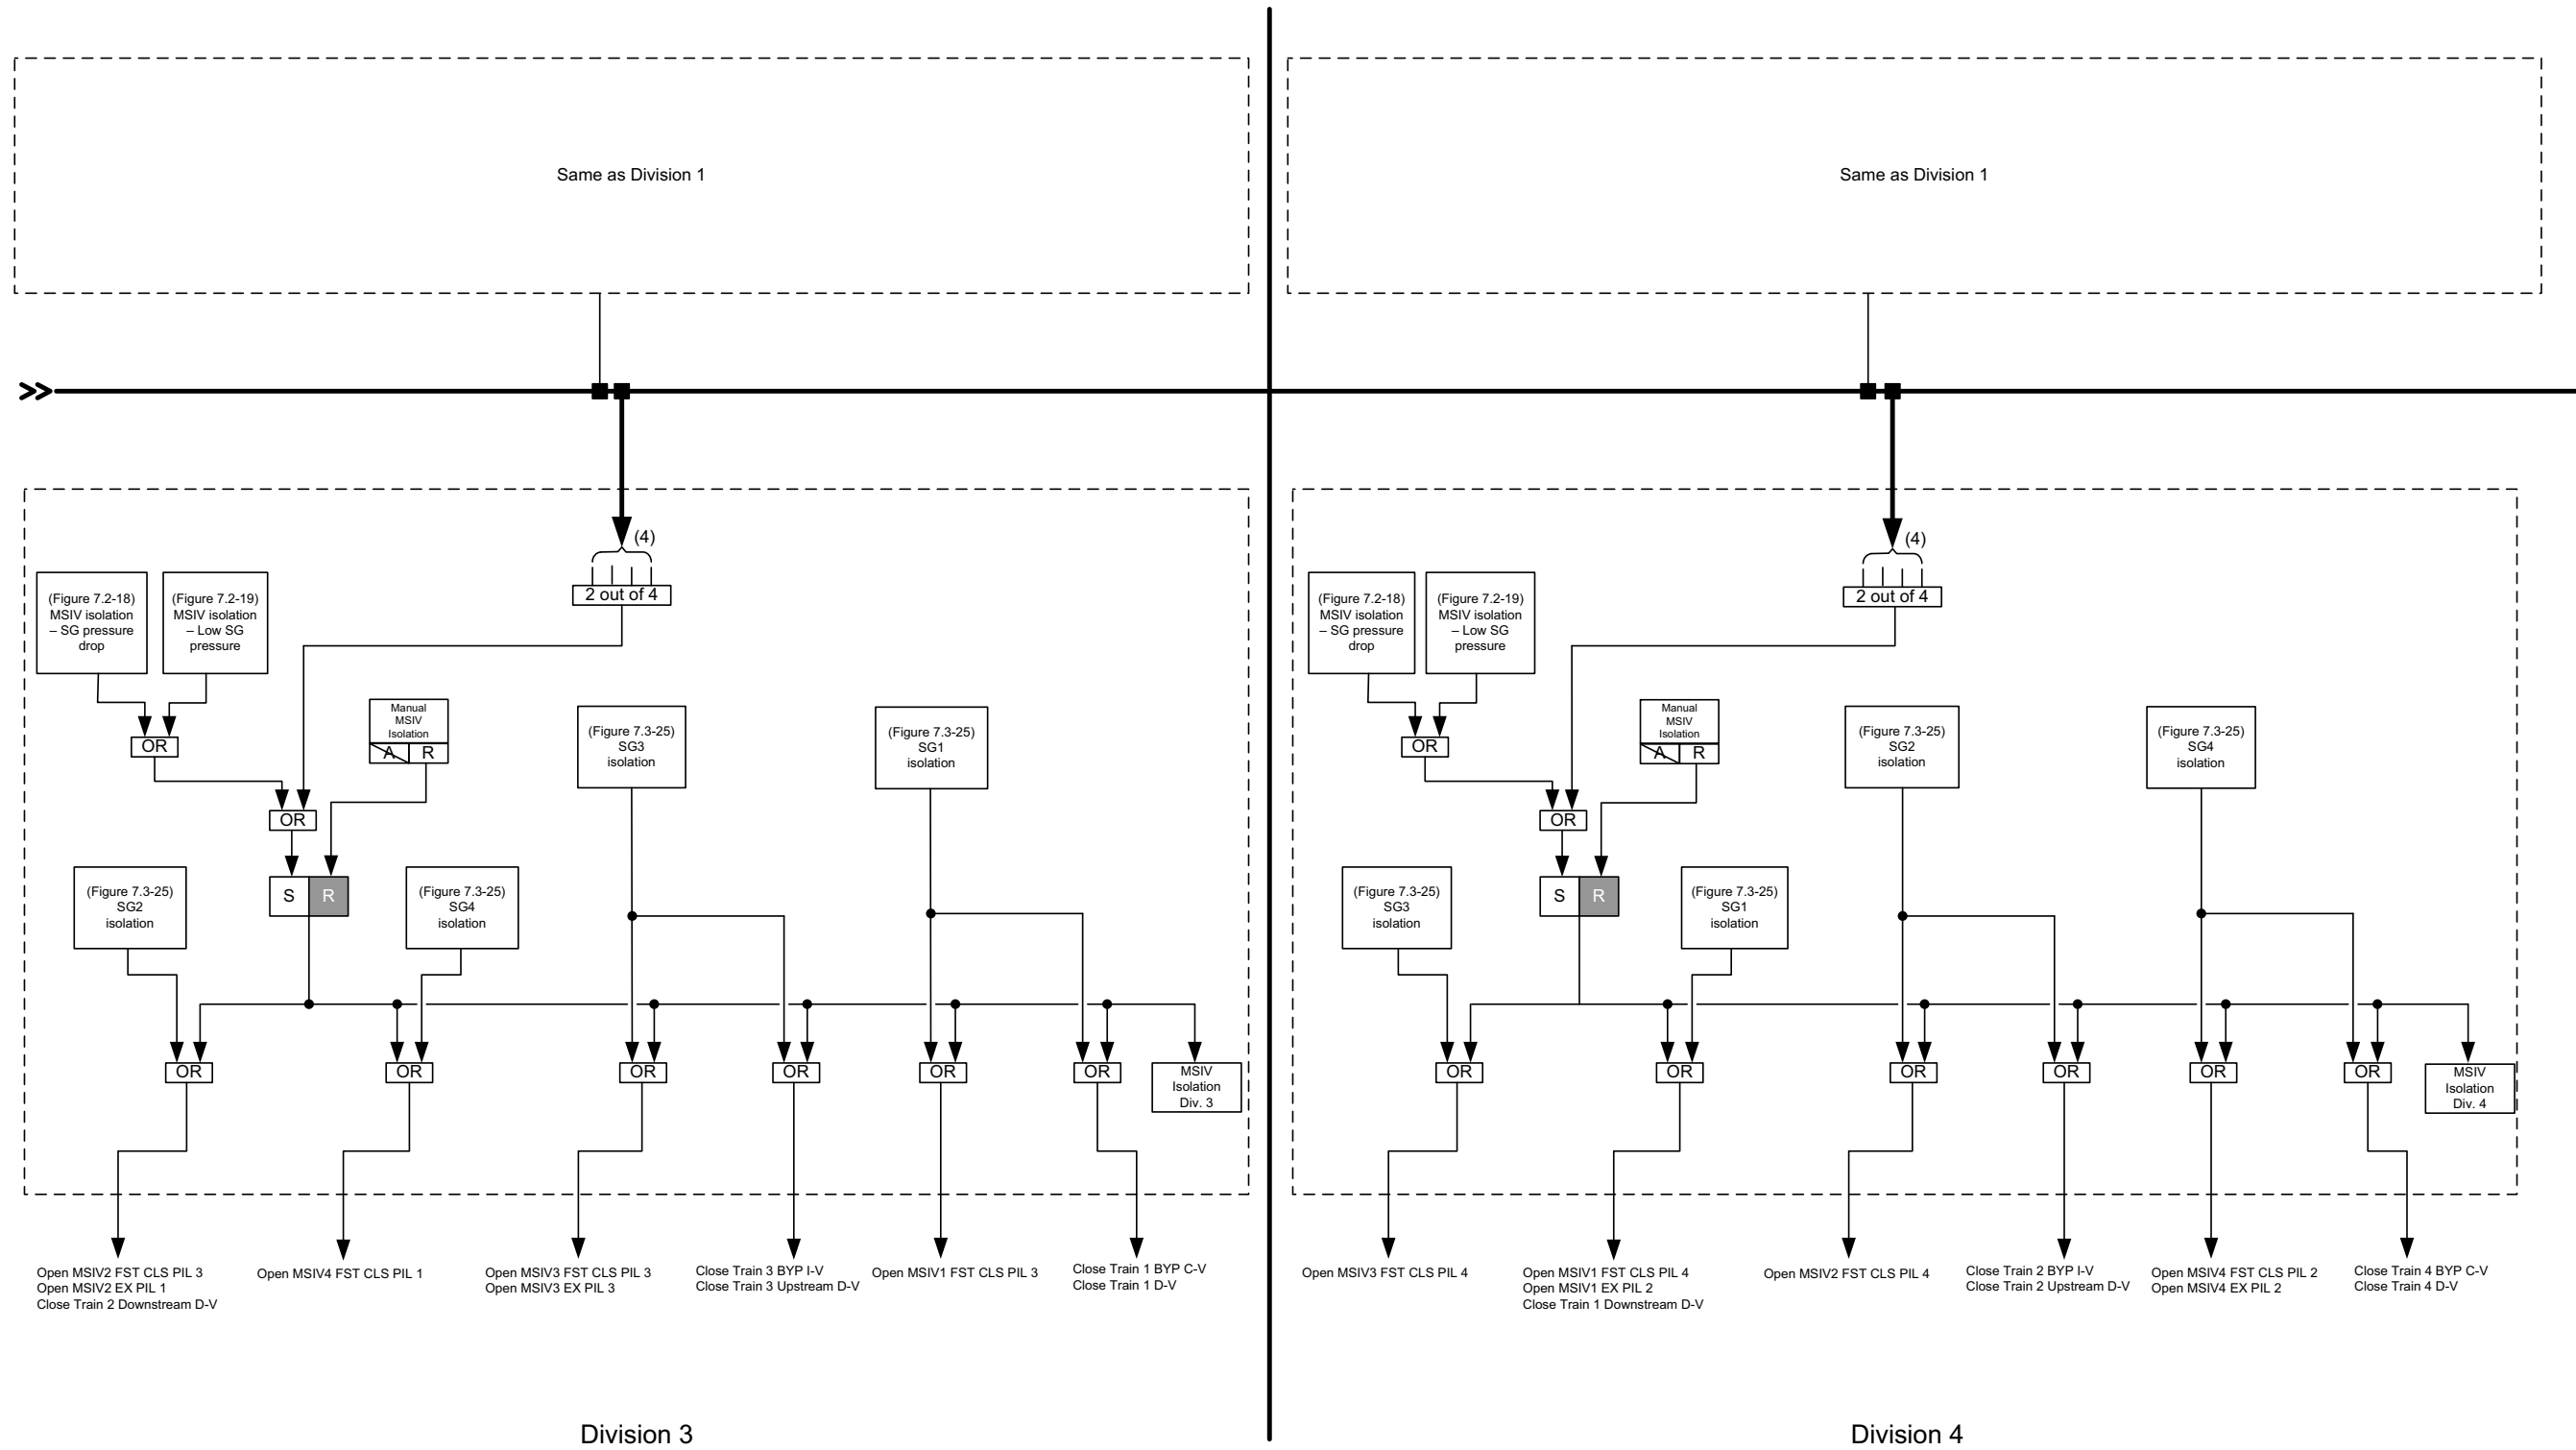 Same as Division 1
(4)
2 out of 4
(Figure 7.2-18)
MSIV isolation
– SG pressure
drop
(Figure 7.2-19)
MSIV isolation
– Low SG
pressure
OR
Manual
MSIV
Isolation
A R
OR
S R
(Figure 7.3-25)
SG3
isolation
(Figure 7.3-25)
SG1
isolation
(Figure 7.3-25)
SG2
isolation
(Figure 7.3-25)
SG4
isolation
OR
OR
OR
OR
OR
OR
MSIV
Isolation
Div. 3
Open MSIV2 FST CLS PIL 3
Open MSIV2 EX PIL 1
Close Train 2 Downstream D-V
Open MSIV4 FST CLS PIL 1
Open MSIV3 FST CLS PIL 3
Open MSIV3 EX PIL 3
Close Train 3 BYP I-V
Close Train 3 Upstream D-V
Open MSIV1 FST CLS PIL 3
Close Train 1 BYP C-V
Close Train 1 D-V
Division 3
Same as Division 1
(4)
2 out of 4
(Figure 7.2-18)
MSIV isolation
– SG pressure
drop
(Figure 7.2-19)
MSIV isolation
– Low SG
pressure
OR
Manual
MSIV
Isolation
A R
OR
S R
(Figure 7.3-25)
SG2
isolation
(Figure 7.3-25)
SG4
isolation
(Figure 7.3-25)
SG3
isolation
(Figure 7.3-25)
SG1
isolation
OR
OR
OR
OR
OR
OR
MSIV
Isolation
Div. 4
Open MSIV3 FST CLS PIL 4
Open MSIV1 FST CLS PIL 4
Open MSIV1 EX PIL 2
Close Train 1 Downstream D-V
Open MSIV2 FST CLS PIL 4
Close Train 2 BYP I-V
Close Train 2 Upstream D-V
Open MSIV4 FST CLS PIL 2
Open MSIV4 EX PIL 2
Close Train 4 BYP C-V
Close Train 4 D-V
Division 4